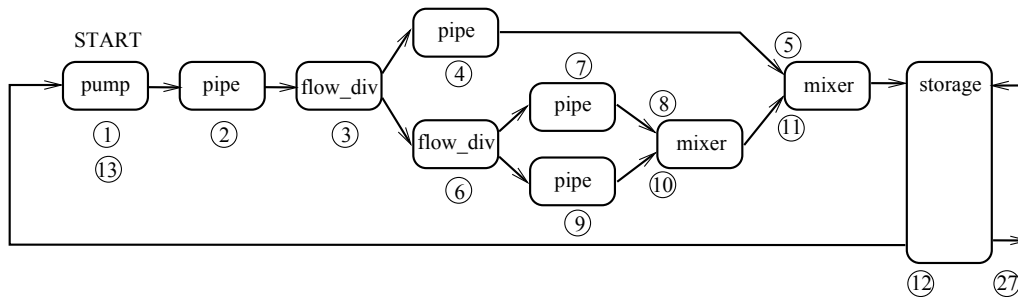 START
pump
pipe
flow_div
pipe
flow_div
pipe
pipe
mixer
mixer
storage
1
13
2
3
4
6
7
9
8
10
5
11
12
27